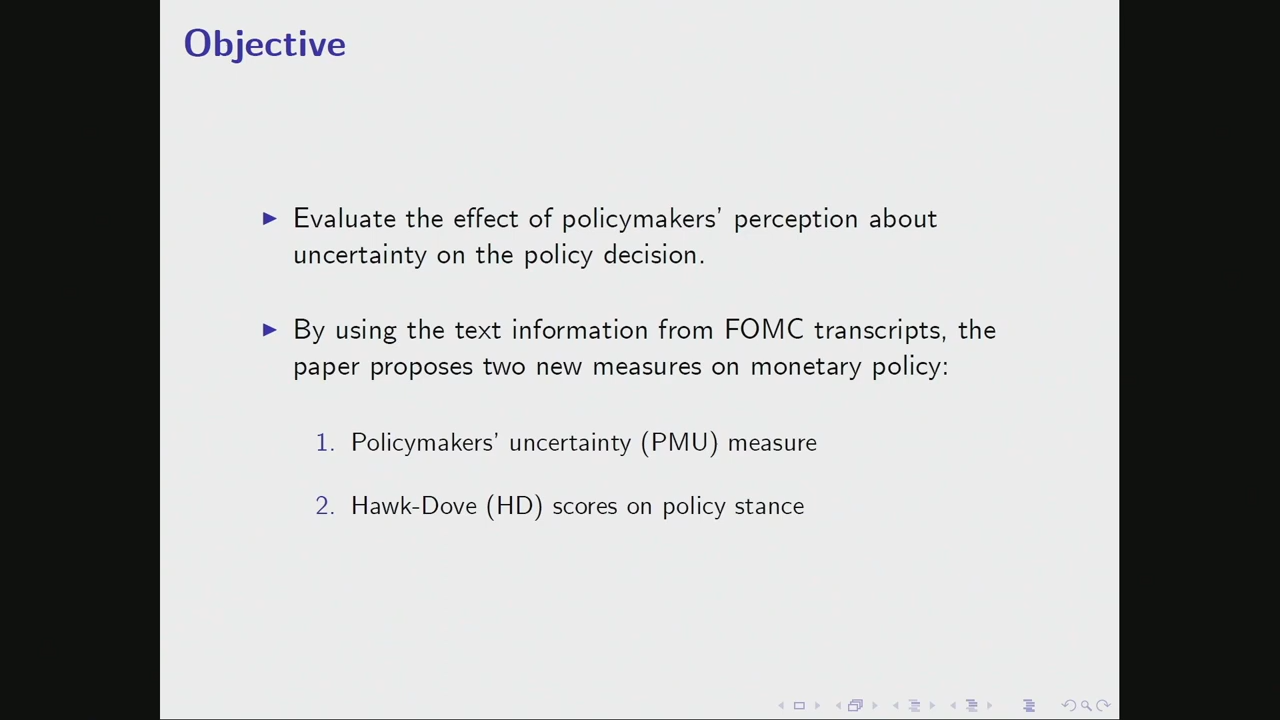 Objective
Evaluate the effect of policymakers' perception about
uncertainty on the policy decision.
By using the text information from FOMC transcripts, the
paper proposes two new measures on monetary policy:
1. Policymakers' uncertainty (PMU) measure
2. Hawk-Dove (HD) scores on policy stance